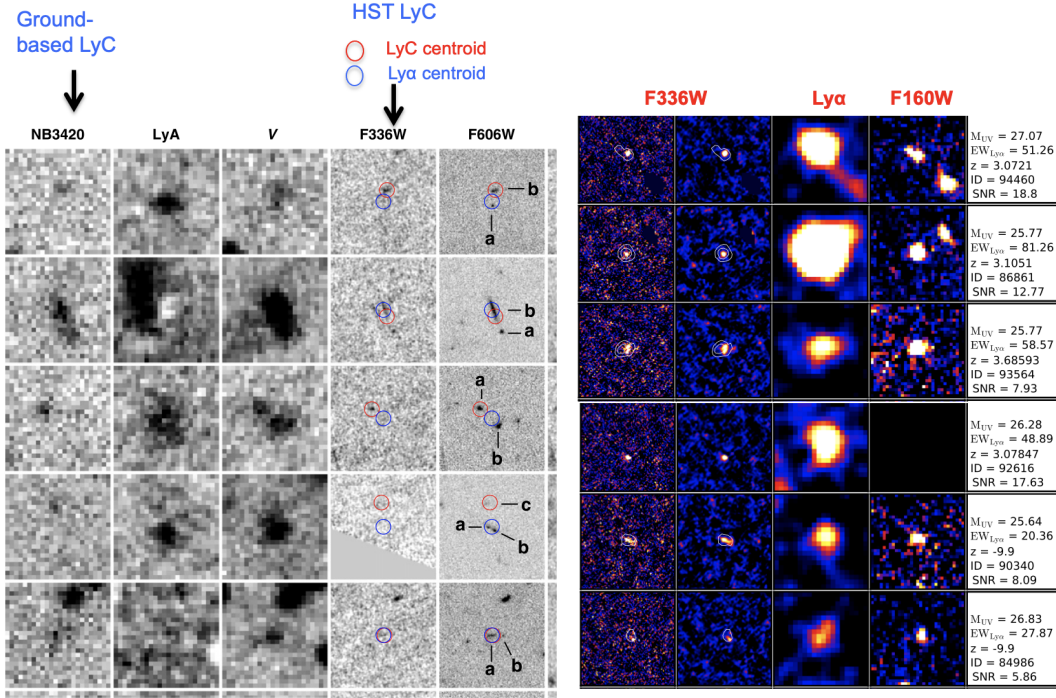 Ground-
based LyC
HST LyC
LyC centroid
Lyα centroid
NB3420 LyA V F336W F606W
b
a
b
a
a
b
c
a
b
b
a
F336W Lyα F160W
M_UV = 27.07
EW_Lyα = 51.26
z = 3.0721
ID = 94460
SNR = 18.8
M_UV = 25.77
EW_Lyα = 81.26
z = 3.1051
ID = 86861
SNR = 12.77
M_UV = 25.77
EW_Lyα = 58.57
z = 3.68593
ID = 93564
SNR = 7.93
M_UV = 26.28
EW_Lyα = 48.89
z = 3.07847
ID = 92616
SNR = 17.63
M_UV = 25.64
EW_Lyα = 20.36
z = -9.9
ID = 90340
SNR = 8.09
M_UV = 26.83
EW_Lyα = 27.87
z = -9.9
ID = 84986
SNR = 5.86